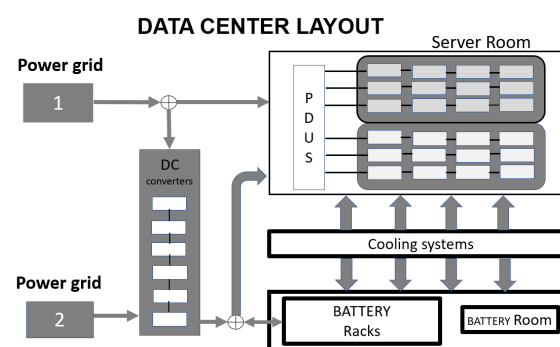 DATA CENTER LAYOUT
Server Room
Power grid
1
P
D
U
S
DC
converters
Cooling systems
Power grid
2
BATTERY
Racks
BATTERY Room